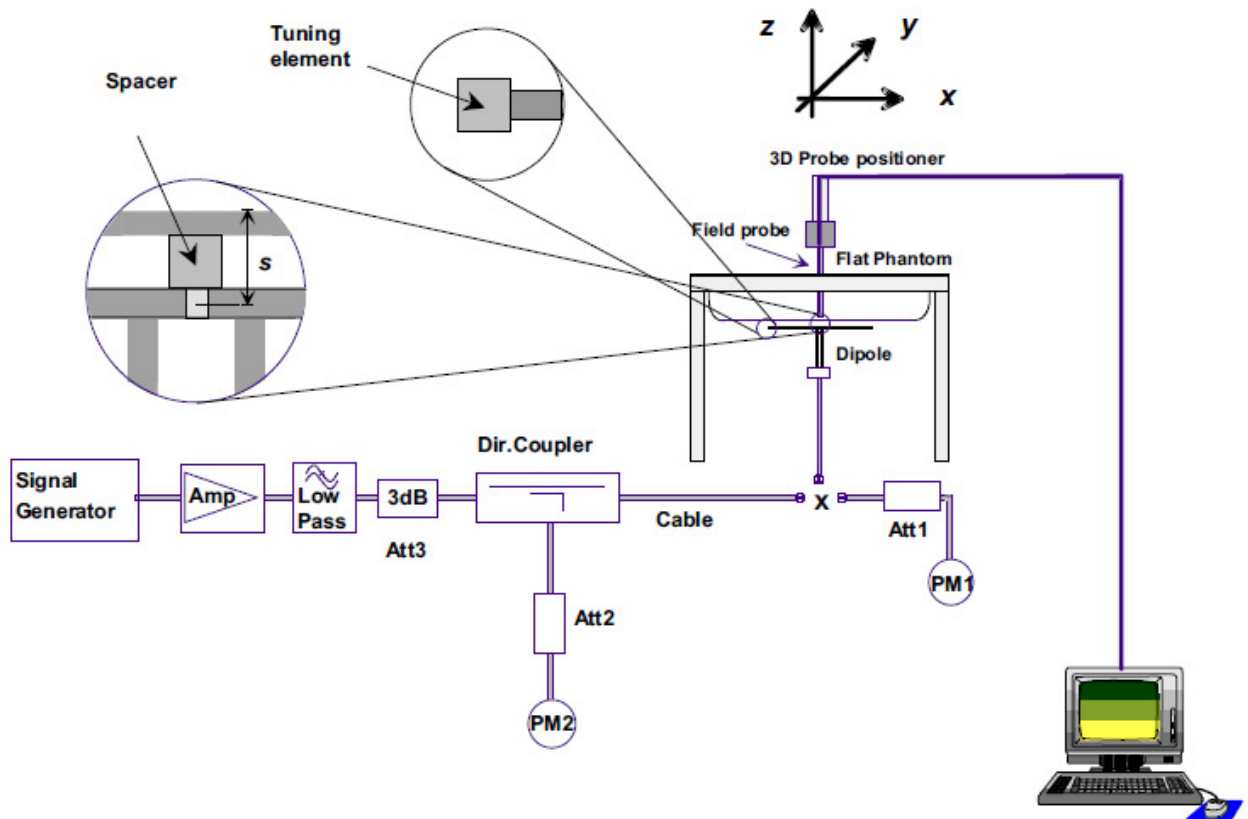 Tuning
element
Spacer
s
z
y
x
3D Probe positioner
Field probe
Flat Phantom
Dipole
Dir.Coupler
Signal
Generator
Amp
Low
Pass
3dB
Att3
Cable
X
Att1
PM1
Att2
PM2